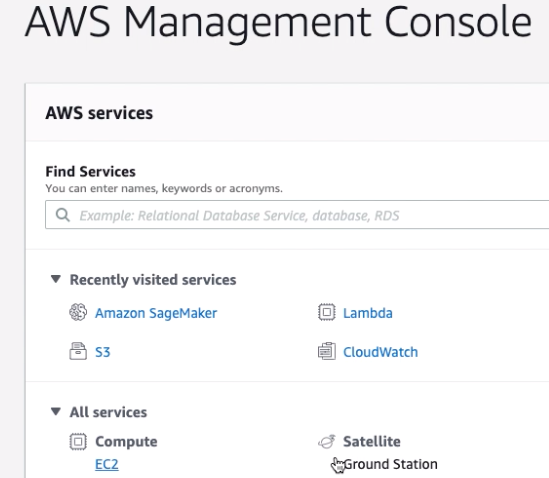 AWS Management Console
AWS services
Find Services
You can enter names, keywords or acronyms.
Example: Relational Database Service, database, RDS
Recently visited services
Amazon SageMaker
Lambda
S3
CloudWatch
All services
Compute
Satellite
EC2
Ground Station